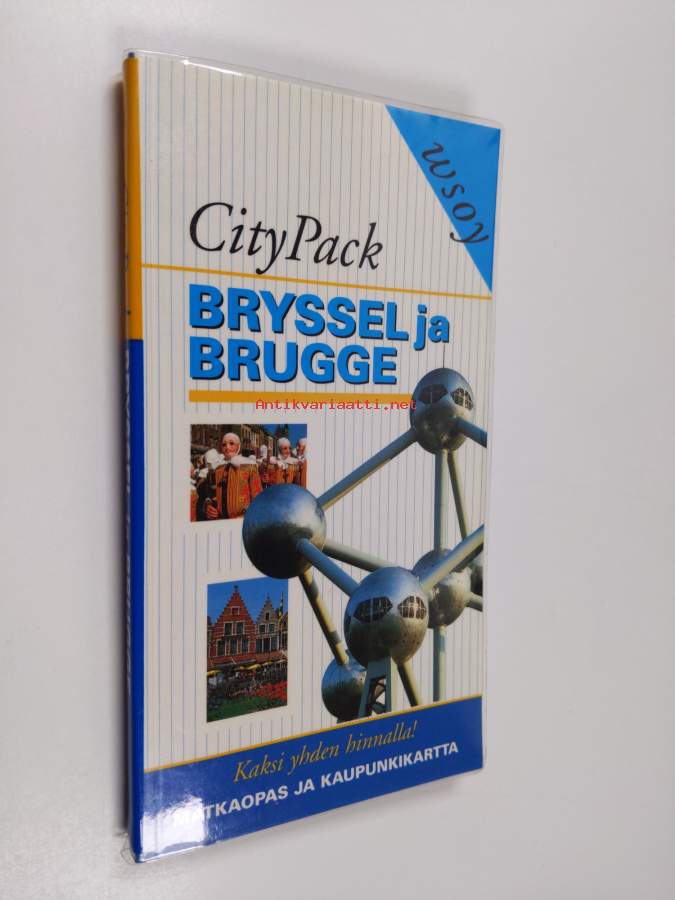 wsoy
CityPack
BRYSSEL ja
BRUGGE
Antikvariaatti.net
Kaksi yhden hinnalla!
MATKAOPAS JA KAUPUNKIKARTTA